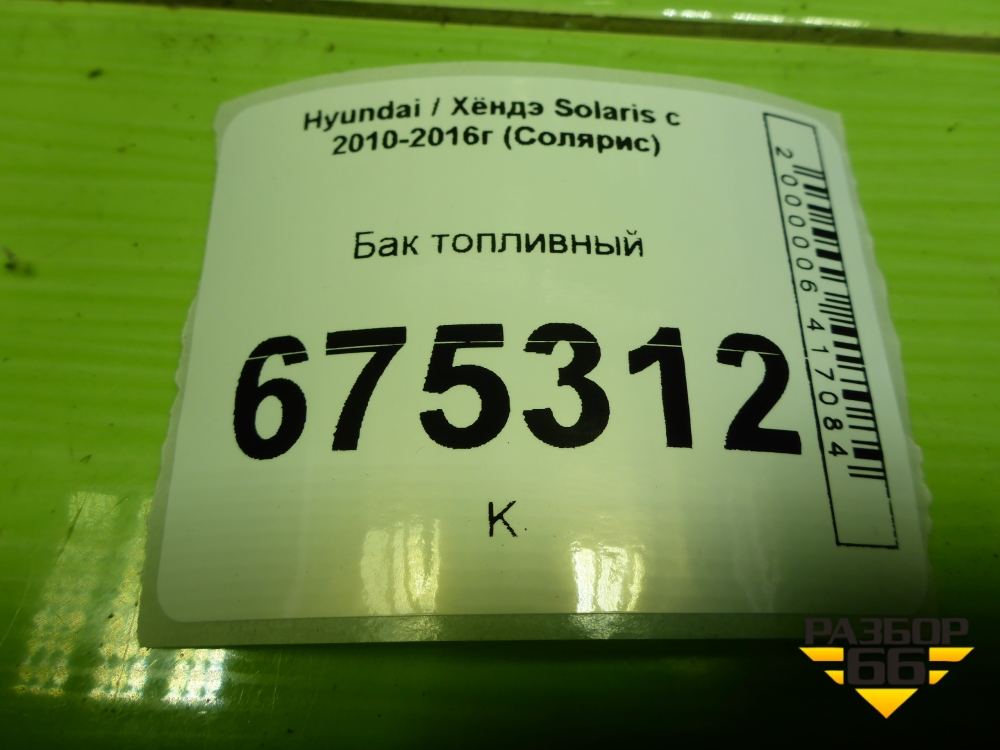 Hyundai / Хёндэ Solaris с
2010-2016г (Солярис)
Бак топливный
675312
К
2000006417084
РАЗБОР
66